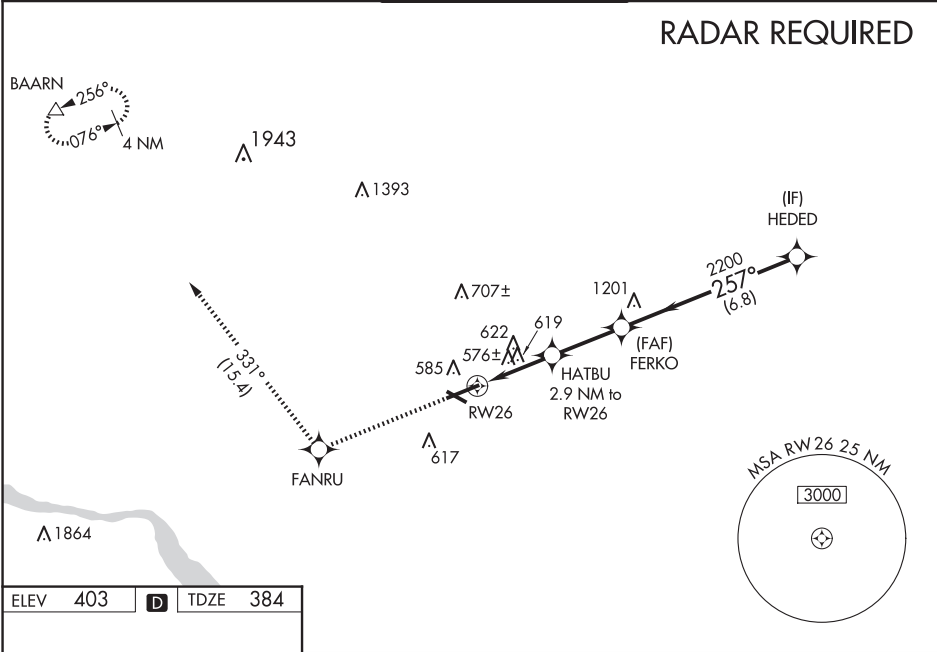 RADAR REQUIRED
BAARN
256°
076°
4 NM
1943
1393
(IF)
HEDED
2200
257°
(6.8)
1201
707±
619
622
576±
(FAF)
FERKO
585
HATBU
2.9 NM to
RW26
RW26
331°
(15.4)
617
FANRU
MSA RW26 25 NM
3000
1864
ELEV 403 D TDZE 384